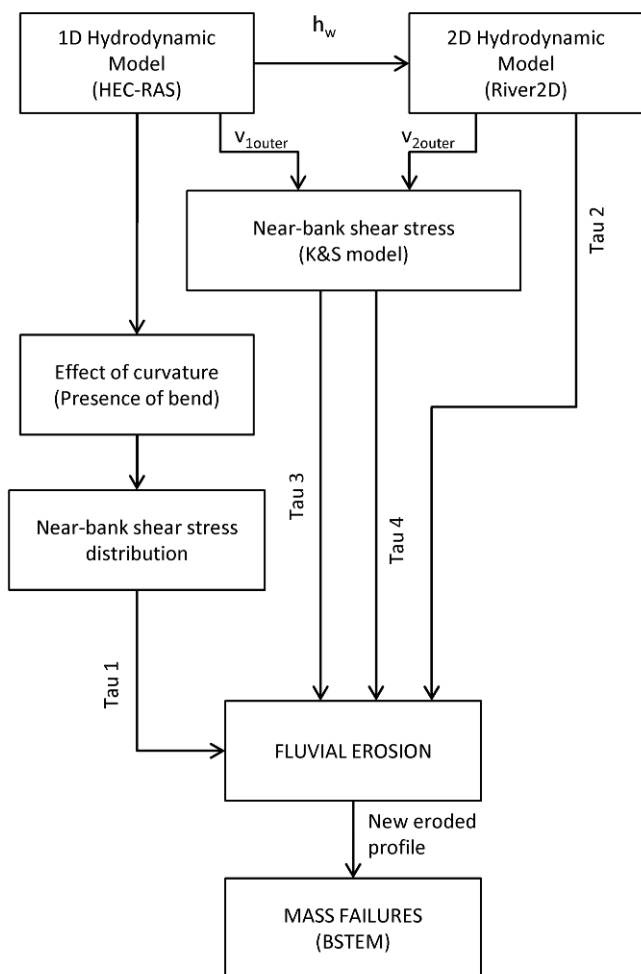 1D Hydrodynamic
Model
(HEC-RAS)
h_w
2D Hydrodynamic
Model
(River2D)
v_1outer
v_2outer
Near-bank shear stress
(K&S model)
Tau 2
Effect of curvature
(Presence of bend)
Near-bank shear stress
distribution
Tau 3
Tau 4
Tau 1
FLUVIAL EROSION
New eroded
profile
MASS FAILURES
(BSTEM)